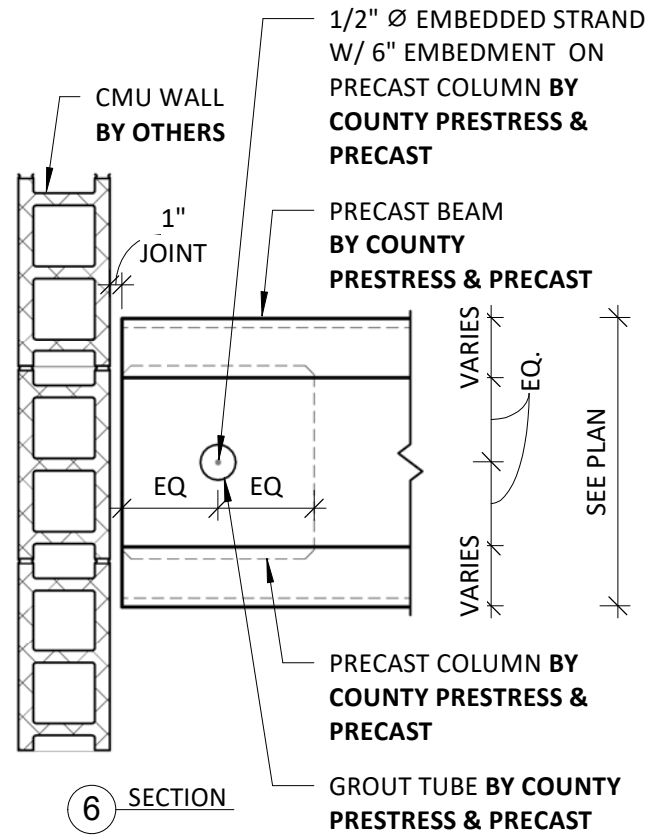 1/2" Ø EMBEDDED STRAND
W/ 6" EMBEDMENT ON
PRECAST COLUMN BY
COUNTY PRESTRESS &
PRECAST
CMU WALL
BY OTHERS
1"
JOINT
PRECAST BEAM
BY COUNTY
PRESTRESS & PRECAST
VARIES
EQ.
SEE PLAN
EQ
EQ
VARIES
PRECAST COLUMN BY
COUNTY PRESTRESS &
PRECAST
GROUT TUBE BY COUNTY
PRESTRESS & PRECAST
6 SECTION